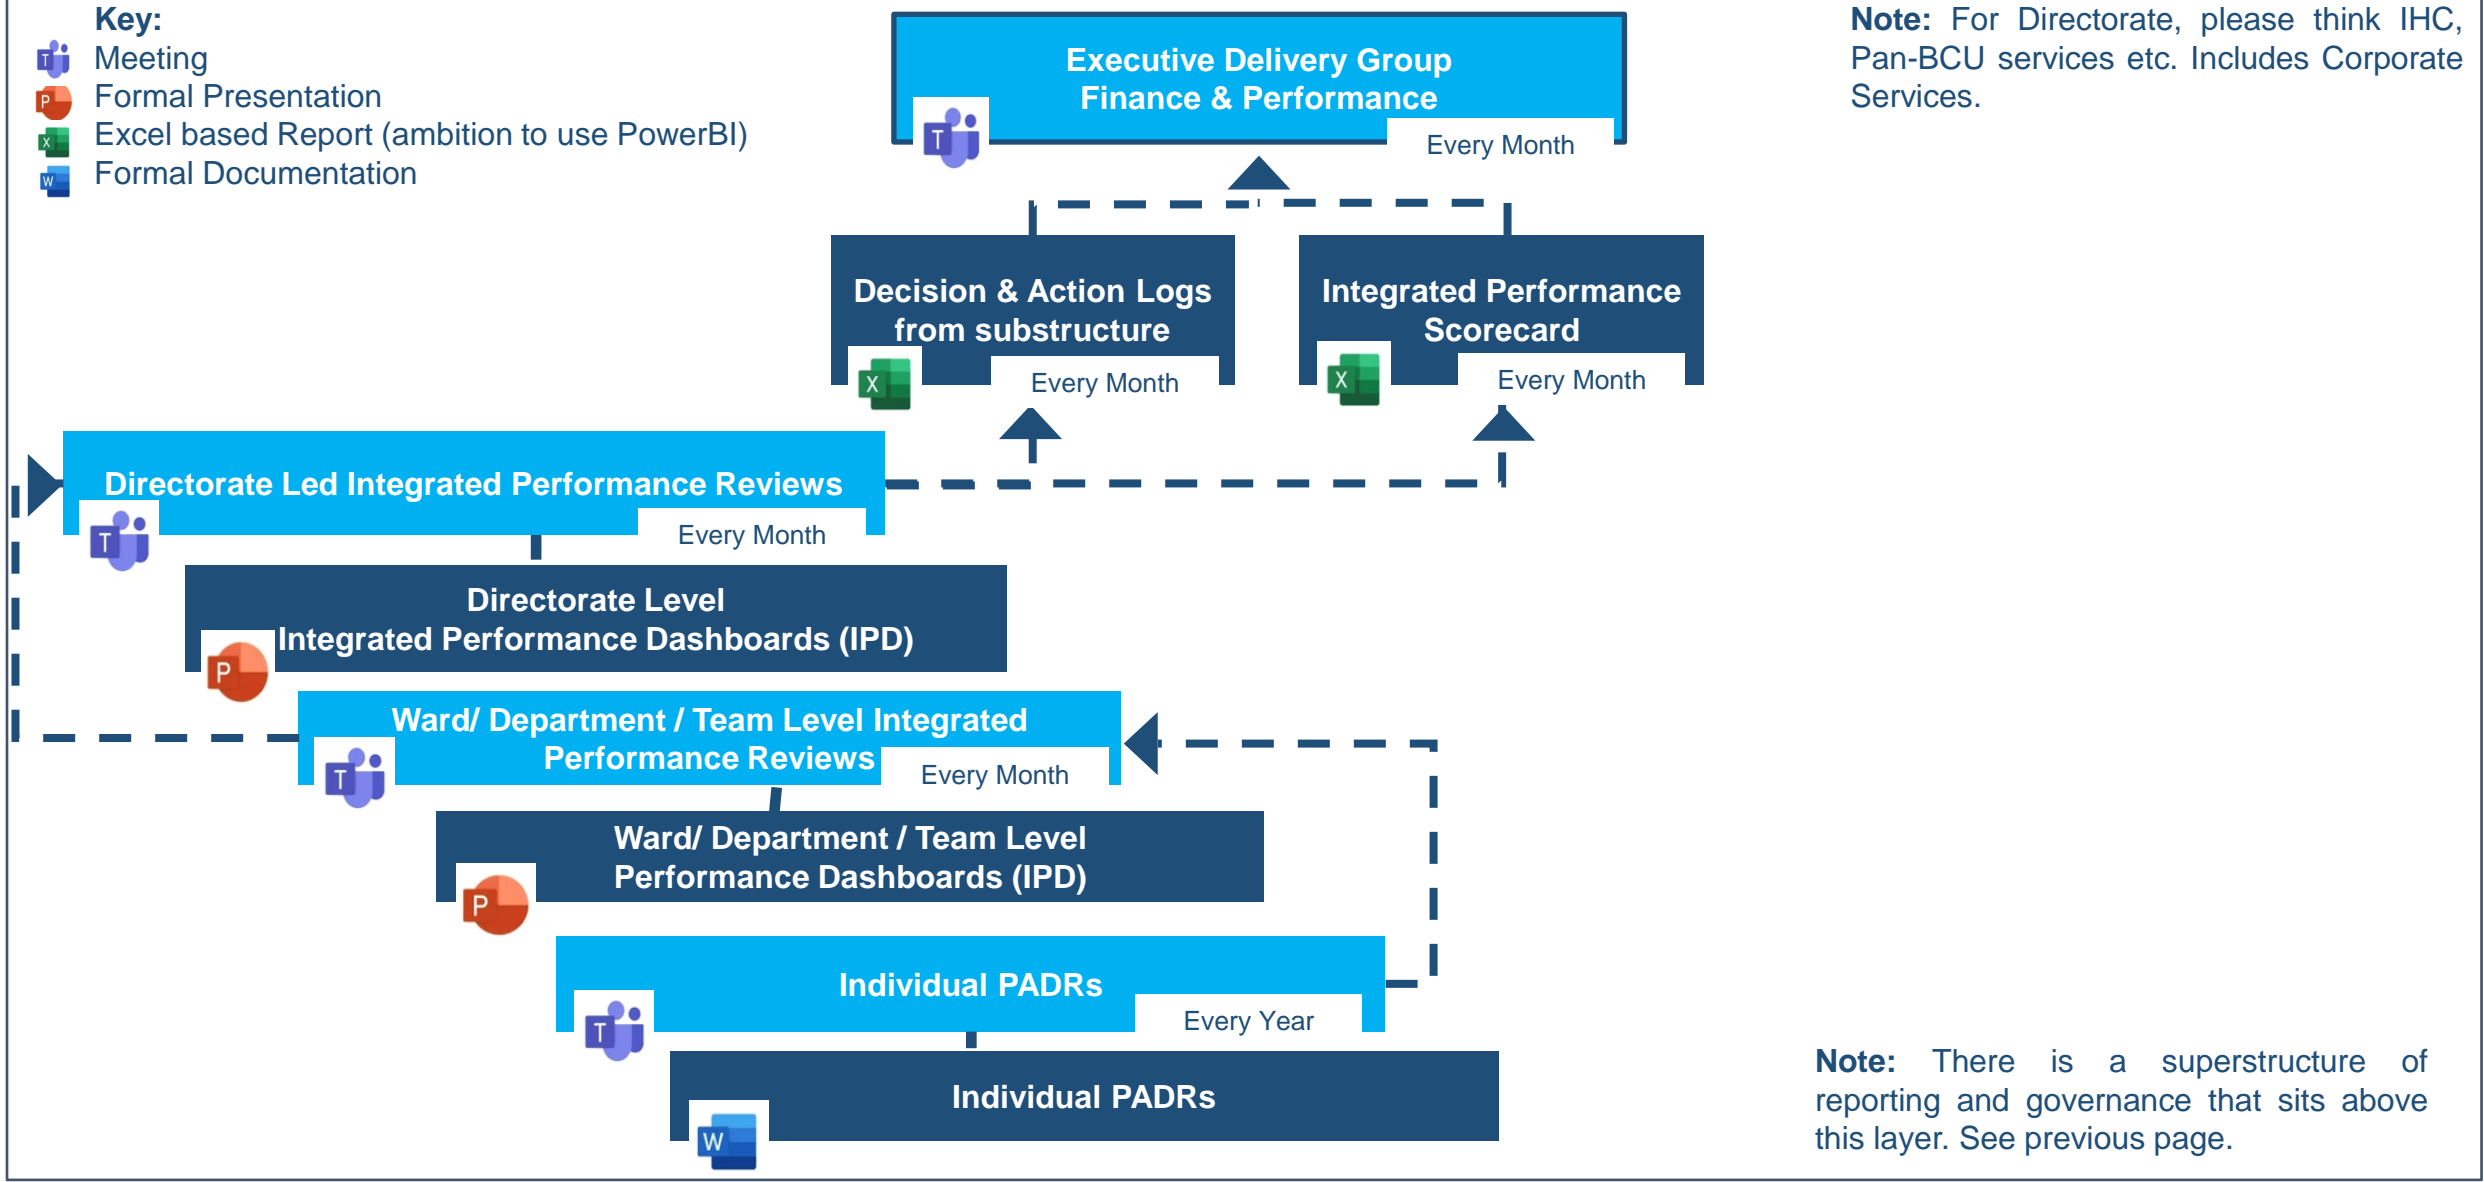 Key:
Meeting
Formal Presentation
Excel based Report (ambition to use PowerBI)
Formal Documentation
Executive Delivery Group
Finance & Performance
Every Month
Note: For Directorate, please think IHC,
Pan-BCU services etc. Includes Corporate
Services.
Decision & Action Logs
from substructure
Every Month
Integrated Performance
Scorecard
Every Month
Directorate Led Integrated Performance Reviews
Every Month
Directorate Level
Integrated Performance Dashboards (IPD)
Ward/ Department / Team Level Integrated
Performance Reviews
Every Month
Ward/ Department / Team Level
Performance Dashboards (IPD)
Individual PADRs
Every Year
Individual PADRs
Note: There is a superstructure of
reporting and governance that sits above
this layer. See previous page.
T
P
X
W
T
X
X
T
P
T
P
T
W